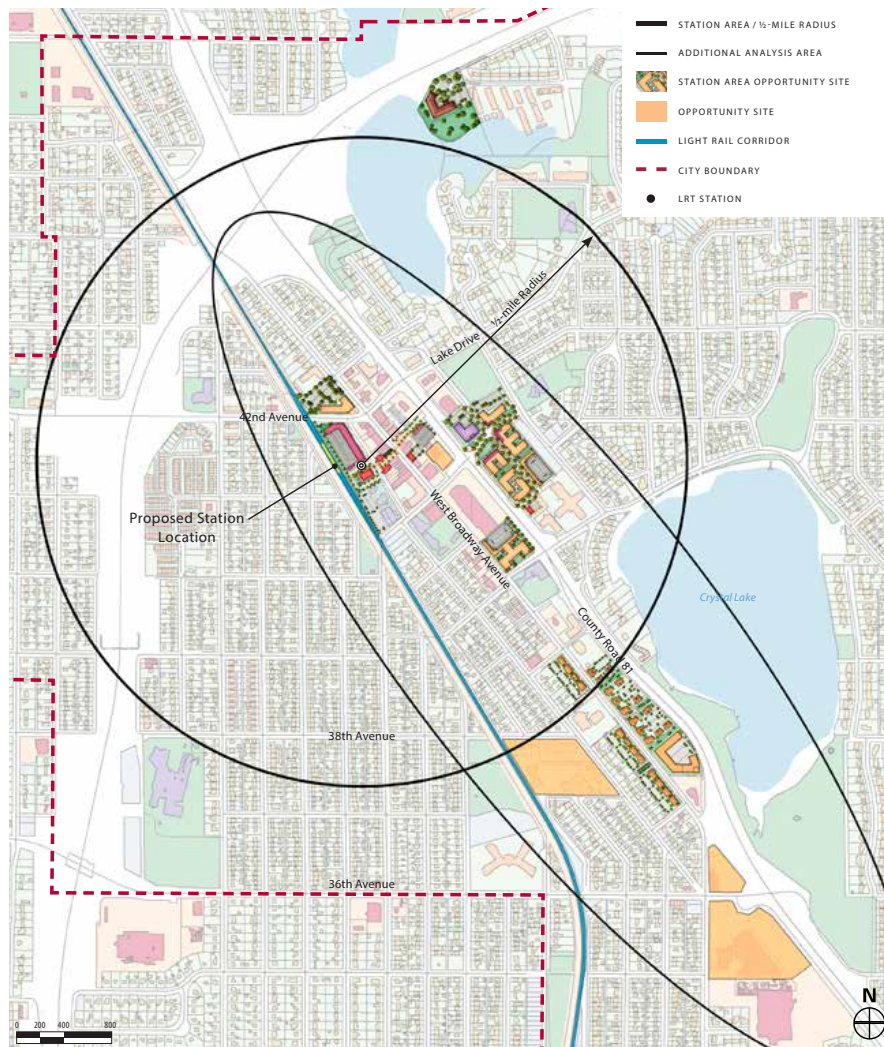 STATION AREA / ½-MILE RADIUS
ADDITIONAL ANALYSIS AREA
STATION AREA OPPORTUNITY SITE
OPPORTUNITY SITE
LIGHT RAIL CORRIDOR
CITY BOUNDARY
LRT STATION
½-mile Radius
Lake Drive
42nd Avenue
Proposed Station
Location
West Broadway Avenue
Crystal Lake
County Road 81
38th Avenue
36th Avenue
N
0 200 400 800